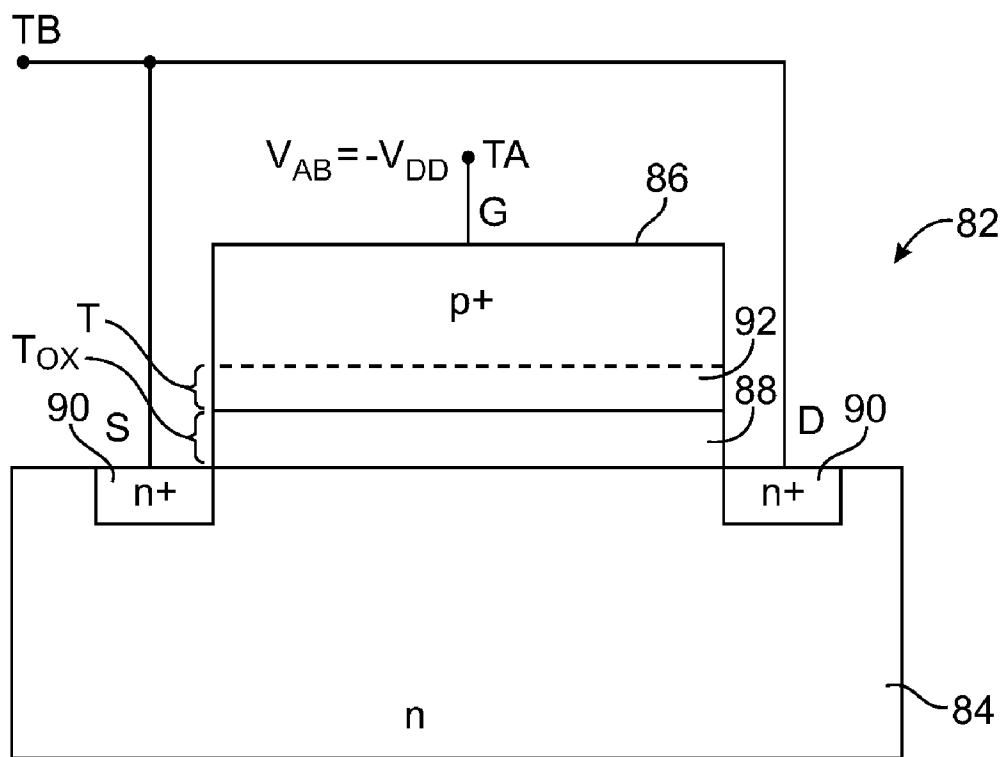 TB
V_AB = -V_DD
TA
86
G
82
p+
T
92
T_OX
88
90
S
D
90
n+
n+
n
84